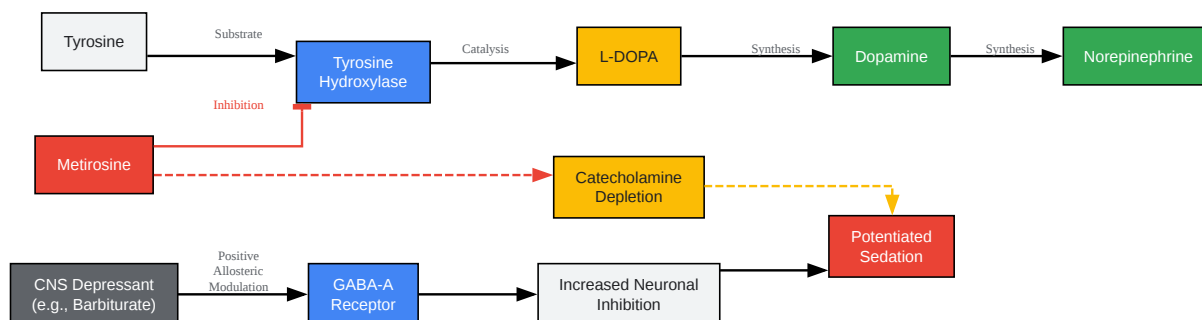 Tyrosine
Substrate
Tyrosine
Hydroxylase
Catalysis
L-DOPA
Synthesis
Dopamine
Synthesis
Norepinephrine
Inhibition
Metirosine
Catecholamine
Depletion
Potentiated
Sedation
CNS Depressant
(e.g., Barbiturate)
Positive
Allosteric
Modulation
GABA-A
Receptor
Increased Neuronal
Inhibition